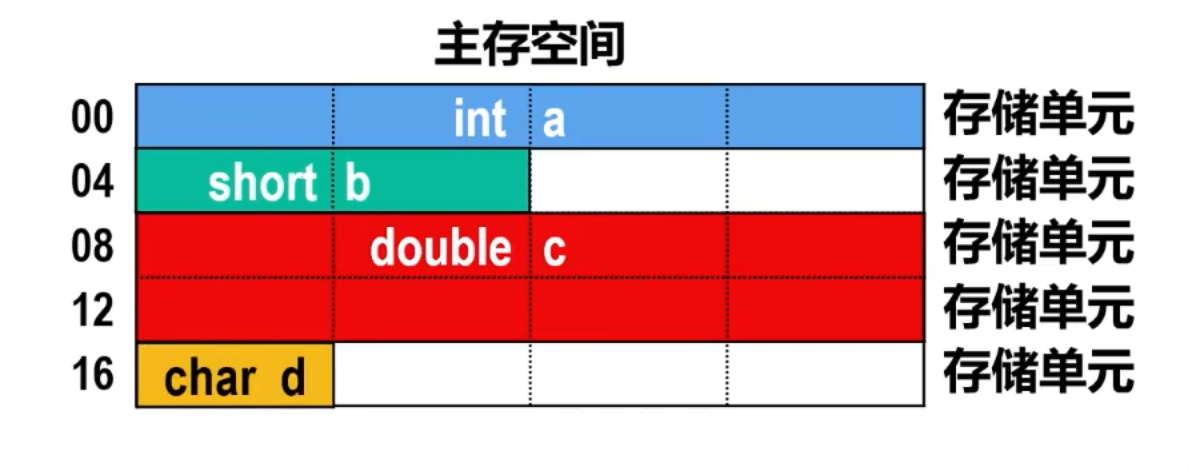 主存空间
00 int a 存储单元
04 short b 存储单元
08 double c 存储单元
12 存储单元
16 char d 存储单元